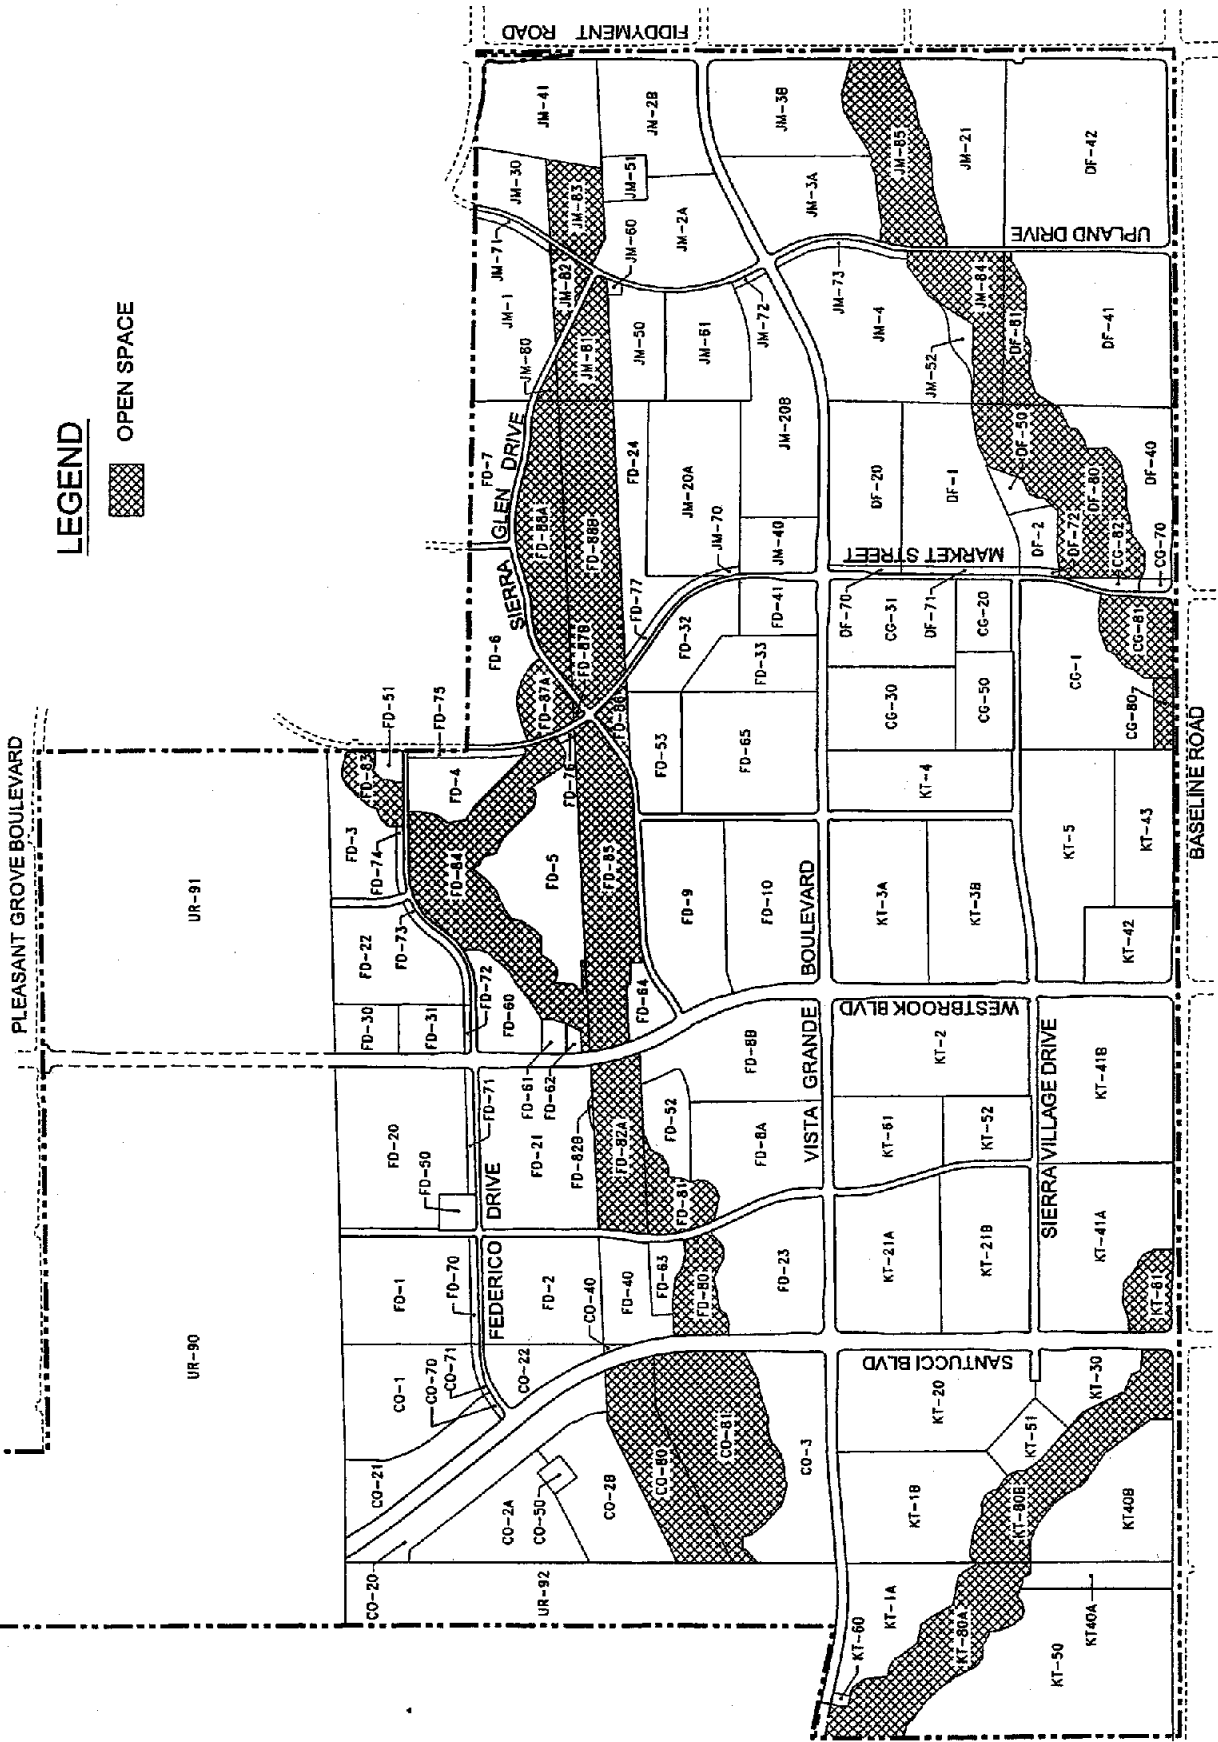 LEGEND
OPEN SPACE
PLEASANT GROVE BOULEVARD
FIDDYMENT ROAD
BASELINE ROAD
UPLAND DRIVE
MARKET STREET
SIERRA GLEN DRIVE
FEDERICO DRIVE
VISTA GRANDE BOULEVARD
WESTBROOK BLVD
SIERRA VILLAGE DRIVE
SANTUCCI BLVD
UR-90
UR-91
UR-92
CO-20
CO-21
CO-1
CO-70
CO-71
CO-22
CO-2A
CO-50
CO-2B
CO-40
CO-80
CO-81
CO-3
FD-1
FD-70
FD-2
FD-40
FD-63
FD-80
FD-23
FD-20
FD-50
FD-71
FD-21
FD-61
FD-62
FD-82B
FD-82A
FD-52
FD-81
FD-8A
FD-8B
FD-30
FD-31
FD-22
FD-72
FD-73
FD-60
FD-64
FD-3
FD-74
FD-83
FD-51
FD-75
FD-4
FD-84
FD-5
FD-76
FD-85
FD-9
FD-10
FD-53
FD-65
FD-86
FD-87A
FD-87B
FD-6
FD-7
FD-88A
FD-88B
FD-77
FD-32
FD-33
FD-41
FD-24
JM-1
JM-80
JM-71
JM-30
JM-41
JM-81
JM-82
JM-83
JM-51
JM-2B
JM-60
JM-2A
JM-50
JM-61
JM-72
JM-20A
JM-20B
JM-70
JM-40
JM-3A
JM-3B
JM-73
JM-4
JM-52
JM-84
JM-85
JM-21
DF-42
DF-41
DF-81
DF-20
DF-1
DF-50
DF-2
DF-72
DF-80
DF-40
DF-70
DF-71
CG-31
CG-20
CG-30
CG-50
CG-1
CG-80
CG-81
CG-82
CG-70
KT-4
KT-5
KT-43
KT-42
KT-3A
KT-3B
KT-2
KT-61
KT-52
KT-41B
KT-21A
KT-21B
KT-41A
KT-81
KT-20
KT-30
KT-51
KT-1B
KT-80B
KT40B
KT-1A
KT-60
KT-80A
KT-50
KT40A